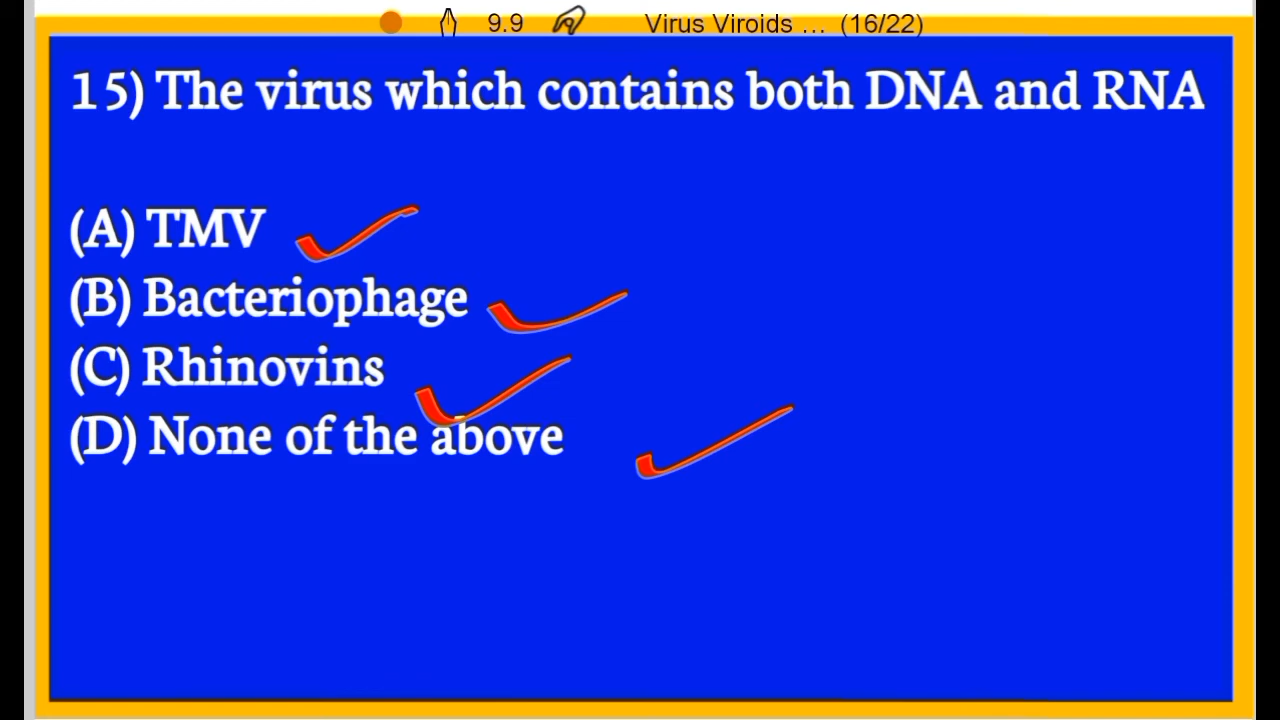 9.9 Virus Viroids ... (16/22)
15) The virus which contains both DNA and RNA
(A) TMV
(B) Bacteriophage
(C) Rhinovins
(D) None of the above